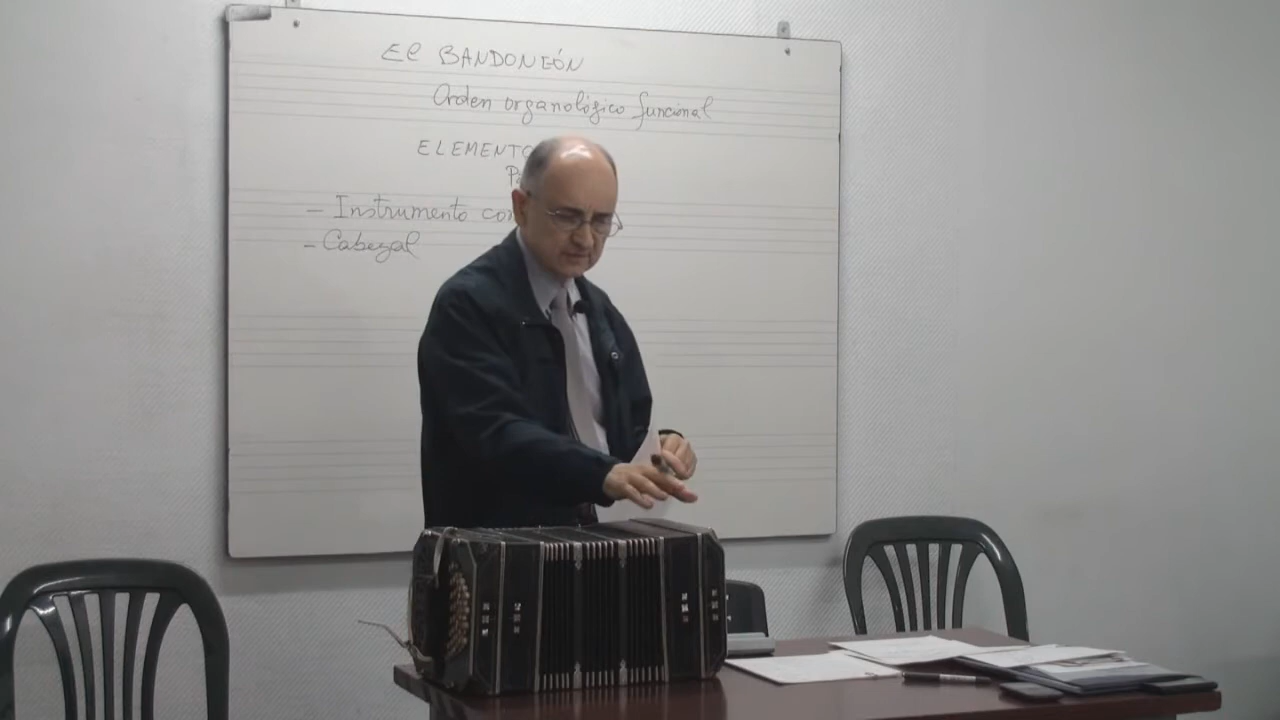 El BANDONEÓN
Orden organológico funcional
ELEMENTO
- Instrumento
- Cabezal